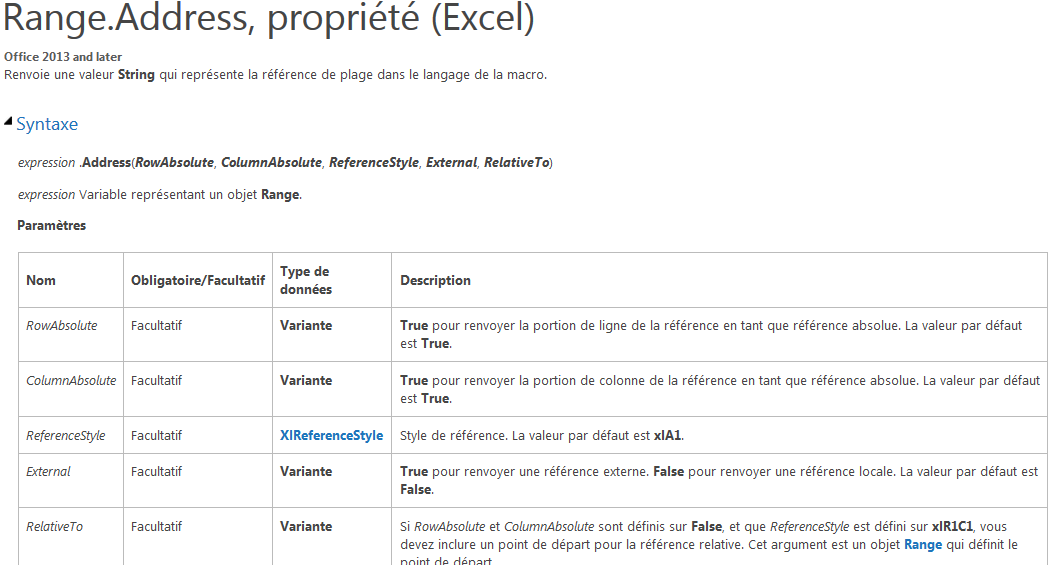 Range.Address, propriété (Excel)
Office 2013 and later
Renvoie une valeur String qui représente la référence de plage dans le langage de la macro.
Syntaxe
expression .Address(RowAbsolute, ColumnAbsolute, ReferenceStyle, External, RelativeTo)
expression Variable représentant un objet Range.
Paramètres
Nom Obligatoire/Facultatif Type de données Description
RowAbsolute Facultatif Variante True pour renvoyer la portion de ligne de la référence en tant que référence absolue. La valeur par défaut
est True.
ColumnAbsolute Facultatif Variante True pour renvoyer la portion de colonne de la référence en tant que référence absolue. La valeur par défaut
est True.
ReferenceStyle Facultatif XlReferenceStyle Style de référence. La valeur par défaut est xlA1.
External Facultatif Variante True pour renvoyer une référence externe. False pour renvoyer une référence locale. La valeur par défaut est
False.
RelativeTo Facultatif Variante Si RowAbsolute et ColumnAbsolute sont définis sur False, et que ReferenceStyle est défini sur xlR1C1, vous
devez inclure un point de départ pour la référence relative. Cet argument est un objet Range qui définit le
point de départ.